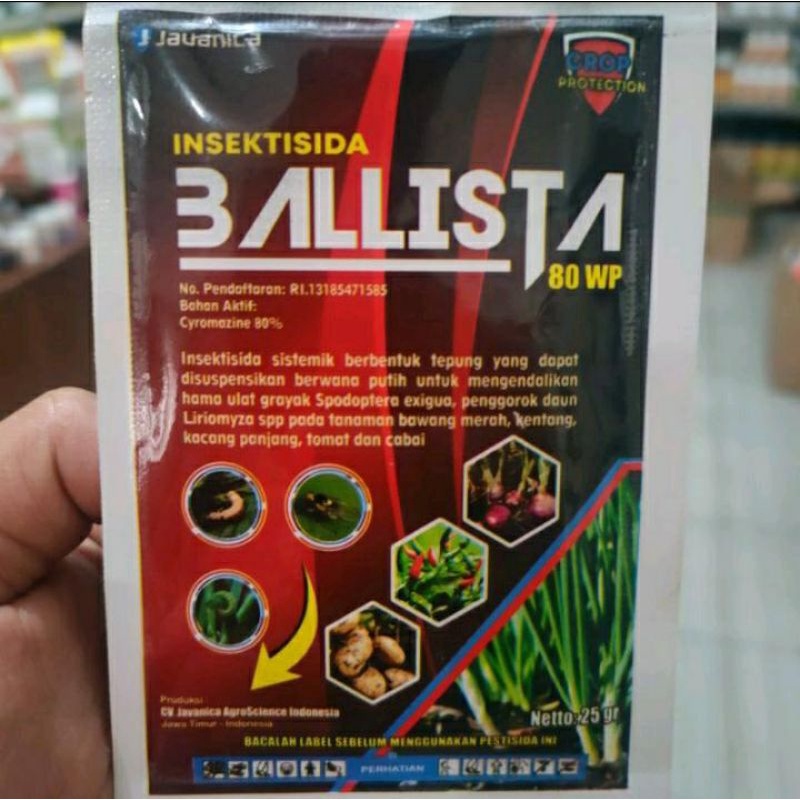 Javanica
CROP
PROTECTION
INSEKTISIDA
BALLISTA
80 WP
No. Pendaftaran: RI.13185471585
Bahan Aktif:
Cyromazine 80%
Insektisida sistemik berbentuk tepung yang dapat
disuspensikan berwana putih untuk mengendalikan
hama ulat grayak Spodoptera exigua, penggorok daun
Liriomyza spp pada tanaman bawang merah, kentang,
kacang panjang, tomat dan cabai
Produksi
CV Javanica AgroScience Indonesia
Jawa Timur - Indonesia
Netto: 25 gr
BACALAH LABEL SEBELUM MENGGUNAKAN PESTISIDA INI
PERHATIAN